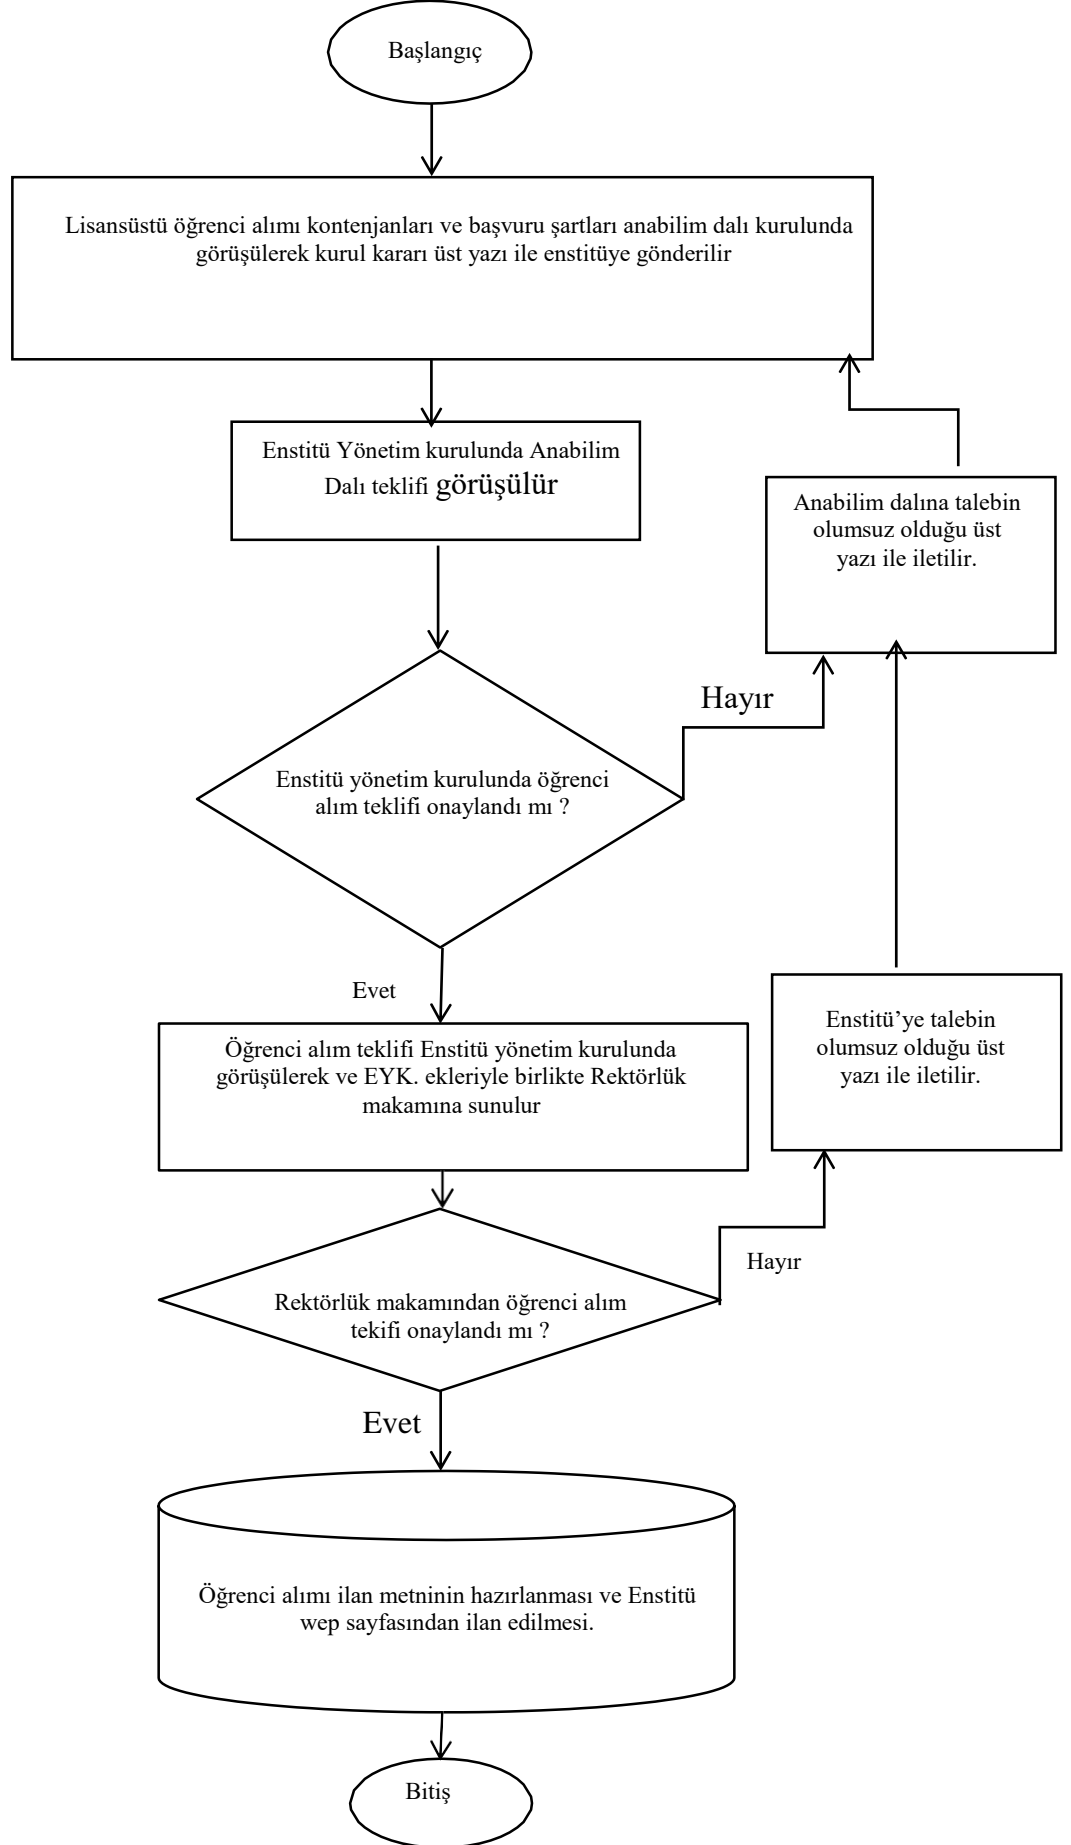 Başlangıç
Lisansüstü öğrenci alımı kontenjanları ve başvuru şartları anabilim dalı kurulunda
görüşülerek kurul kararı üst yazı ile enstitüye gönderilir
Enstitü Yönetim kurulunda Anabilim
Dalı teklifi görüşülür
Anabilim dalına talebin
olumsuz olduğu üst
yazı ile iletilir.
Hayır
Enstitü yönetim kurulunda öğrenci
alım teklifi onaylandı mı ?
Evet
Öğrenci alım teklifi Enstitü yönetim kurulunda
görüşülerek ve EYK. ekleriyle birlikte Rektörlük
makamına sunulur
Enstitü’ye talebin
olumsuz olduğu üst
yazı ile iletilir.
Hayır
Rektörlük makamından öğrenci alım
tekifi onaylandı mı ?
Evet
Öğrenci alımı ilan metninin hazırlanması ve Enstitü
wep sayfasından ilan edilmesi.
Bitiş